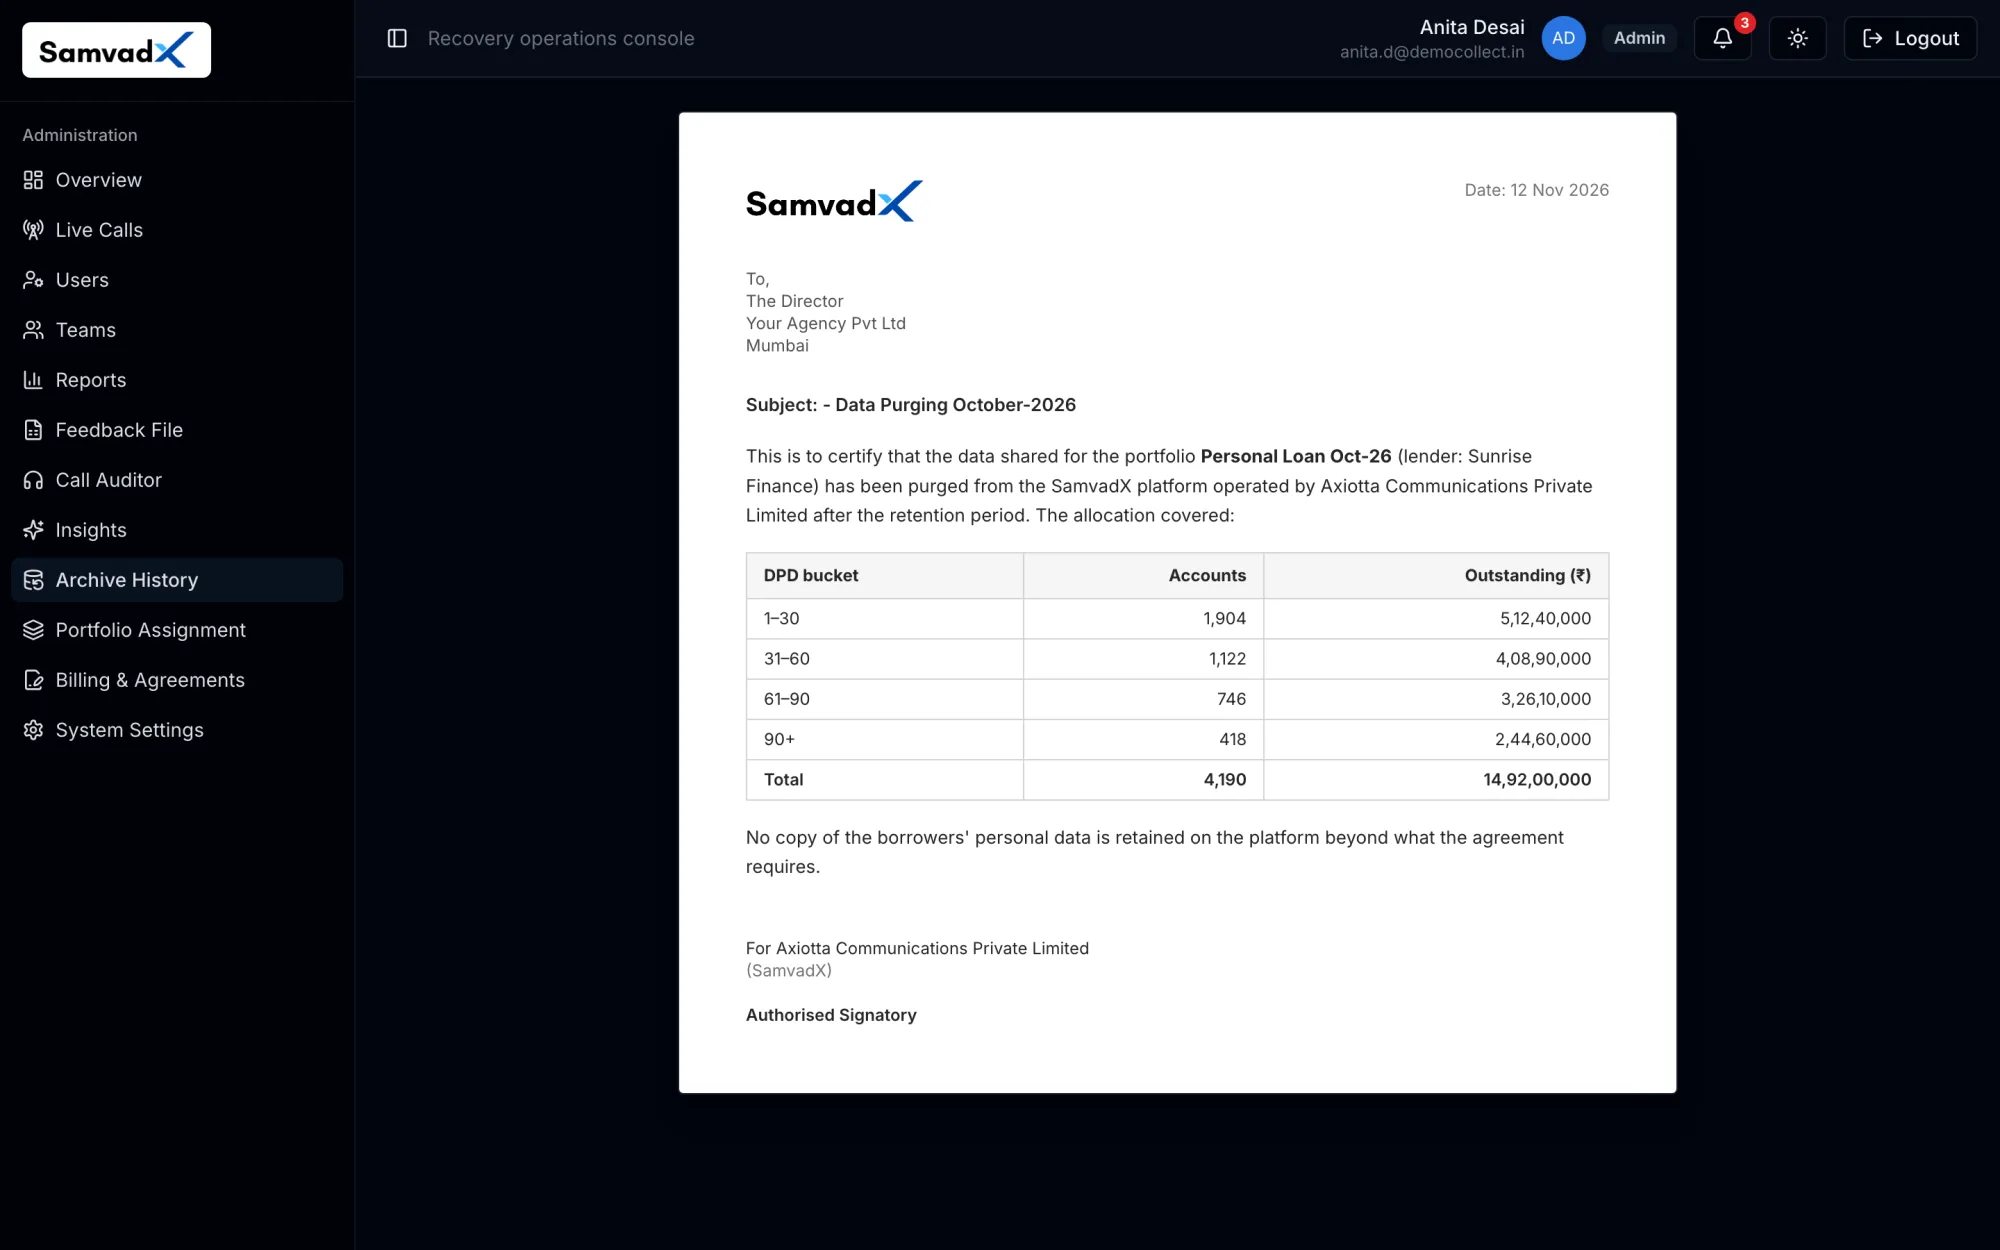 SamvadX
Recovery operations console
Anita Desai
anita.d@democollect.in
AD
Admin
3
Logout
Administration
Overview
Live Calls
Users
Teams
Reports
Feedback File
Call Auditor
Insights
Archive History
Portfolio Assignment
Billing & Agreements
System Settings
SamvadX
Date: 12 Nov 2026
To,
The Director
Your Agency Pvt Ltd
Mumbai
Subject: - Data Purging October-2026
This is to certify that the data shared for the portfolio Personal Loan Oct-26 (lender: Sunrise
Finance) has been purged from the SamvadX platform operated by Axiotta Communications Private
Limited after the retention period. The allocation covered:
DPD bucket Accounts Outstanding (₹)
1–30 1,904 5,12,40,000
31–60 1,122 4,08,90,000
61–90 746 3,26,10,000
90+ 418 2,44,60,000
Total 4,190 14,92,00,000
No copy of the borrowers' personal data is retained on the platform beyond what the agreement
requires.
For Axiotta Communications Private Limited
(SamvadX)
Authorised Signatory